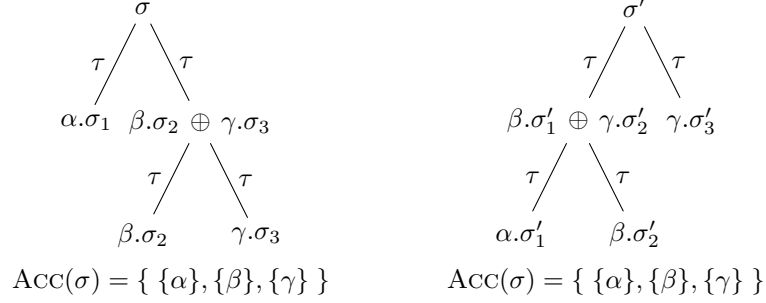 σ σ′
τ τ τ τ
α.σ₁ β.σ₂ ⊕ γ.σ₃ β.σ′₁ ⊕ γ.σ′₂ γ.σ′₃
τ τ τ τ
β.σ₂ γ.σ₃ α.σ′₁ β.σ′₂
ACC(σ) = { {α}, {β}, {γ} } ACC(σ) = { {α}, {β}, {γ} }